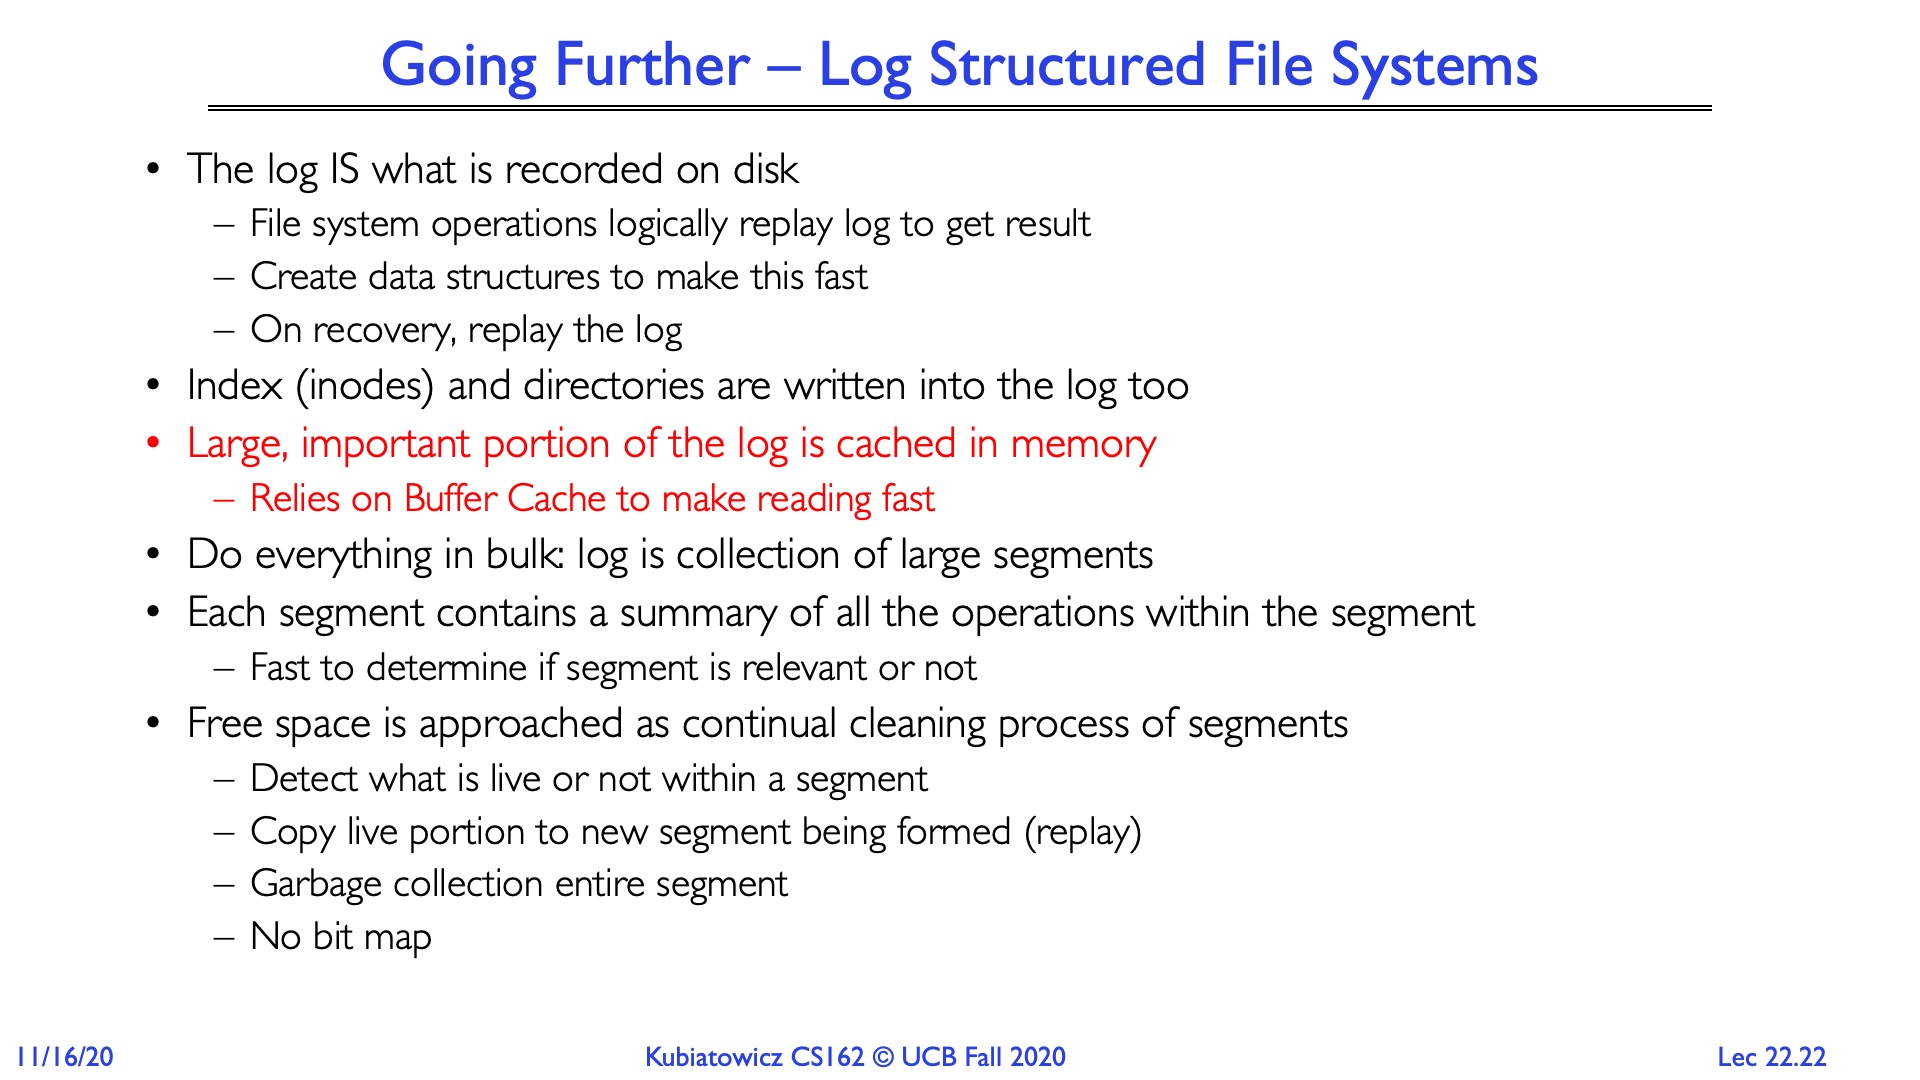 Going Further – Log Structured File Systems
• The log IS what is recorded on disk
– File system operations logically replay log to get result
– Create data structures to make this fast
– On recovery, replay the log
• Index (inodes) and directories are written into the log too
• Large, important portion of the log is cached in memory
– Relies on Buffer Cache to make reading fast
• Do everything in bulk: log is collection of large segments
• Each segment contains a summary of all the operations within the segment
– Fast to determine if segment is relevant or not
• Free space is approached as continual cleaning process of segments
– Detect what is live or not within a segment
– Copy live portion to new segment being formed (replay)
– Garbage collection entire segment
– No bit map
11/16/20 Kubiatowicz CS162 © UCB Fall 2020 Lec 22.22